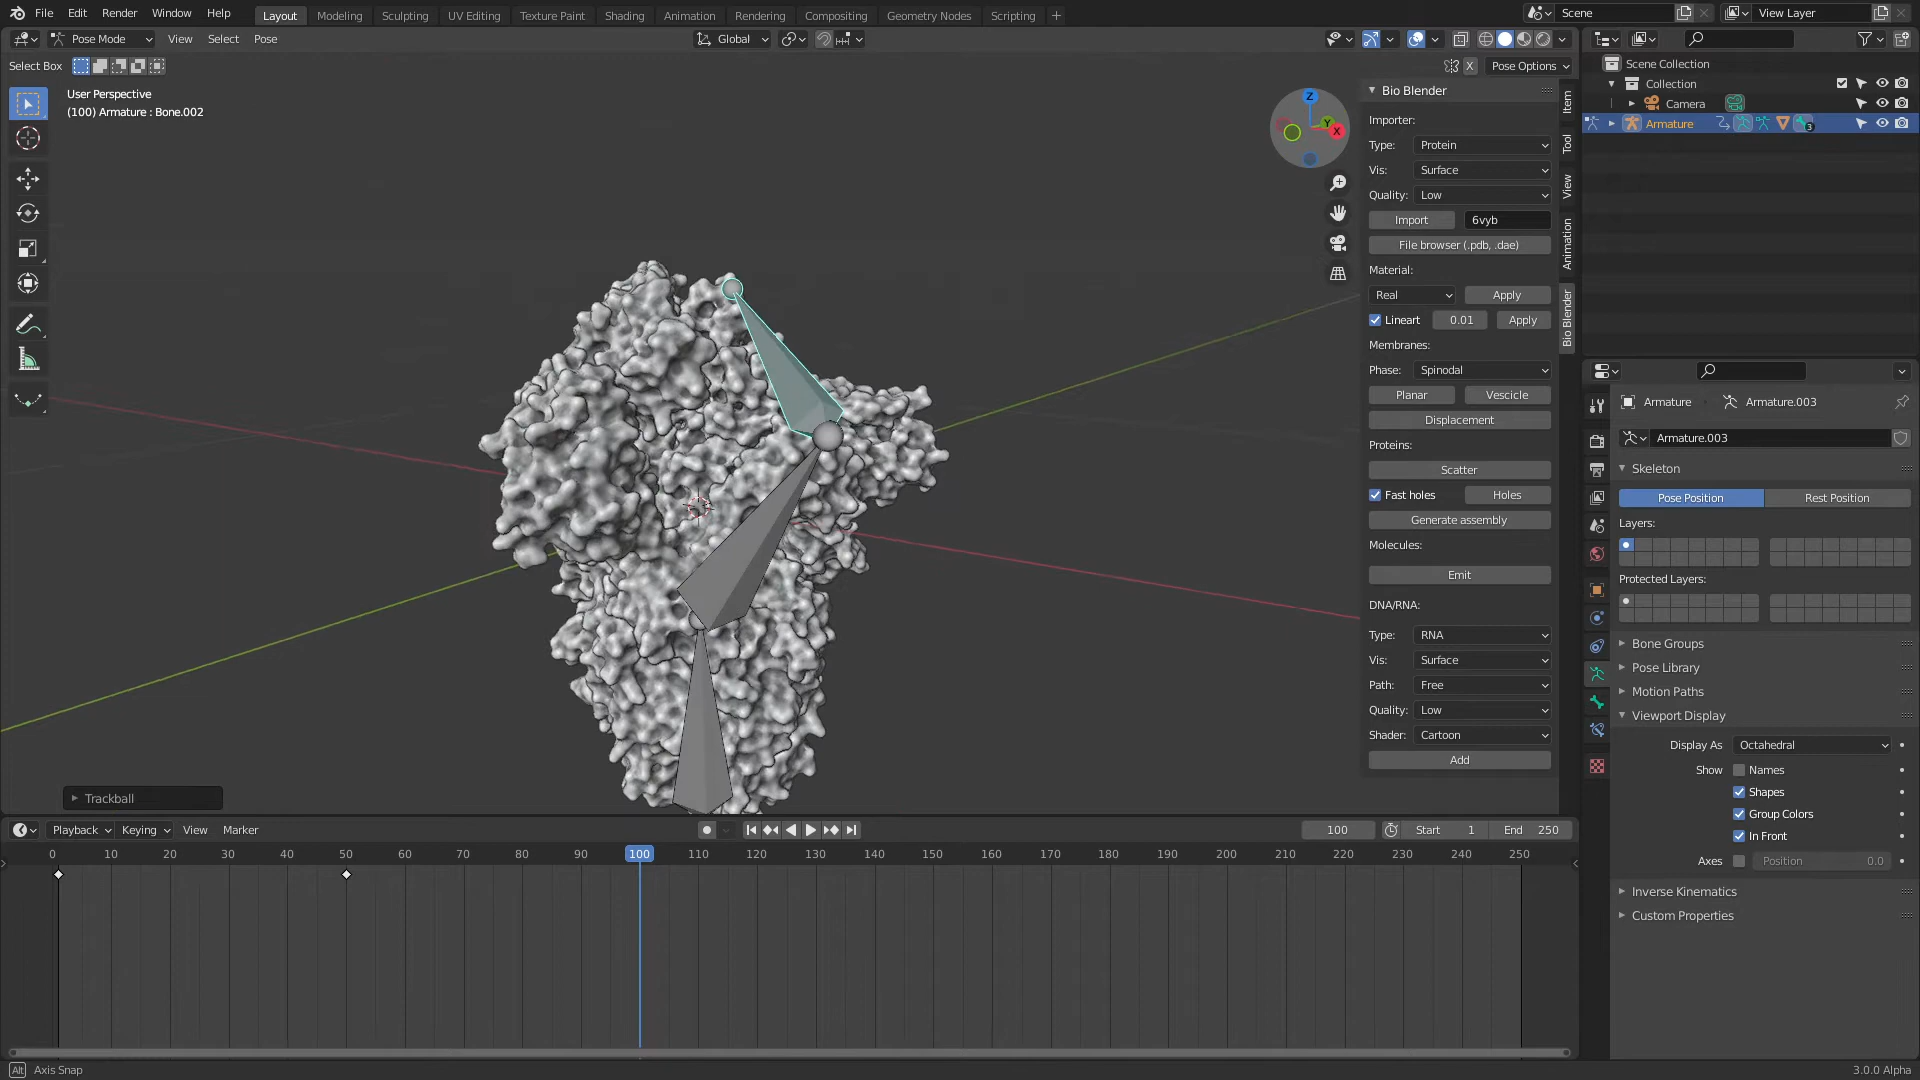 File Edit Render Window Help Layout Modeling Sculpting UV Editing Texture Paint Shading Animation Rendering Compositing Geometry Nodes Scripting Scene View Layer
Pose Mode View Select Pose Global
Select Box X Pose Options
User Perspective
(100) Armature : Bone.002
Z
Y
X
Bio Blender
Importer:
Type: Protein
Vis: Surface
Quality: Low
Import 6vyb
File browser (.pdb, .dae)
Material:
Real Apply
Lineart 0.01 Apply
Membranes:
Phase: Spinodal
Planar Vescicle
Displacement
Proteins:
Scatter
Fast holes Holes
Generate assembly
Molecules:
Emit
DNA/RNA:
Type: RNA
Vis: Surface
Path: Free
Quality: Low
Shader: Cartoon
Add
Item
Tool
View
Animation
Bio Blender
Scene Collection
Collection
Camera
Armature 3
Armature Armature.003
Armature.003
Skeleton
Pose Position Rest Position
Layers:
Protected Layers:
Bone Groups
Pose Library
Motion Paths
Viewport Display
Display As Octahedral
Show Names
Shapes
Group Colors
In Front
Axes Position 0.0
Inverse Kinematics
Custom Properties
Trackball
Playback Keying View Marker 100 Start 1 End 250
0 10 20 30 40 50 60 70 80 90 100 110 120 130 140 150 160 170 180 190 200 210 220 230 240 250
Alt Axis Snap 3.0.0 Alpha